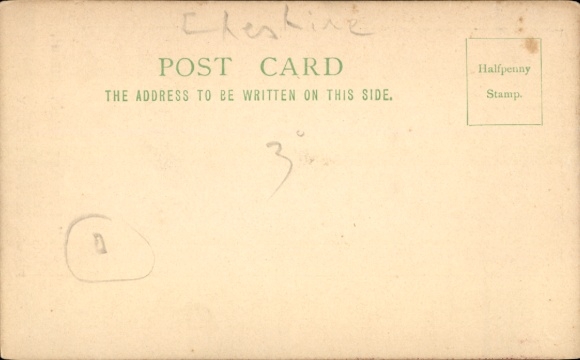 Cheshire
POST CARD
THE ADDRESS TO BE WRITTEN ON THIS SIDE.
Halfpenny
Stamp.
3
D